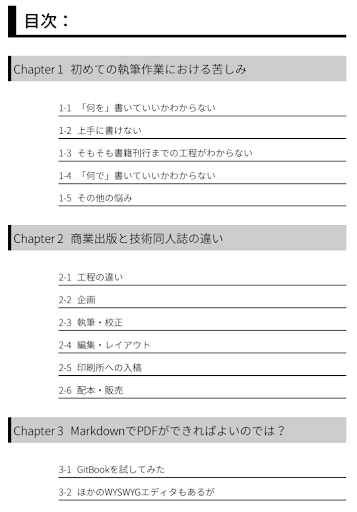 目次：
Chapter 1 初めての執筆作業における苦しみ
1-1 「何を」書いていいかわからない
1-2 上手に書けない
1-3 そもそも書籍刊行までの工程がわからない
1-4 「何で」書いていいかわからない
1-5 その他の悩み
Chapter 2 商業出版と技術同人誌の違い
2-1 工程の違い
2-2 企画
2-3 執筆・校正
2-4 編集・レイアウト
2-5 印刷所への入稿
2-6 配本・販売
Chapter 3 MarkdownでPDFができればよいのでは？
3-1 GitBookを試してみた
3-2 ほかのWYSWYGエディタもあるが